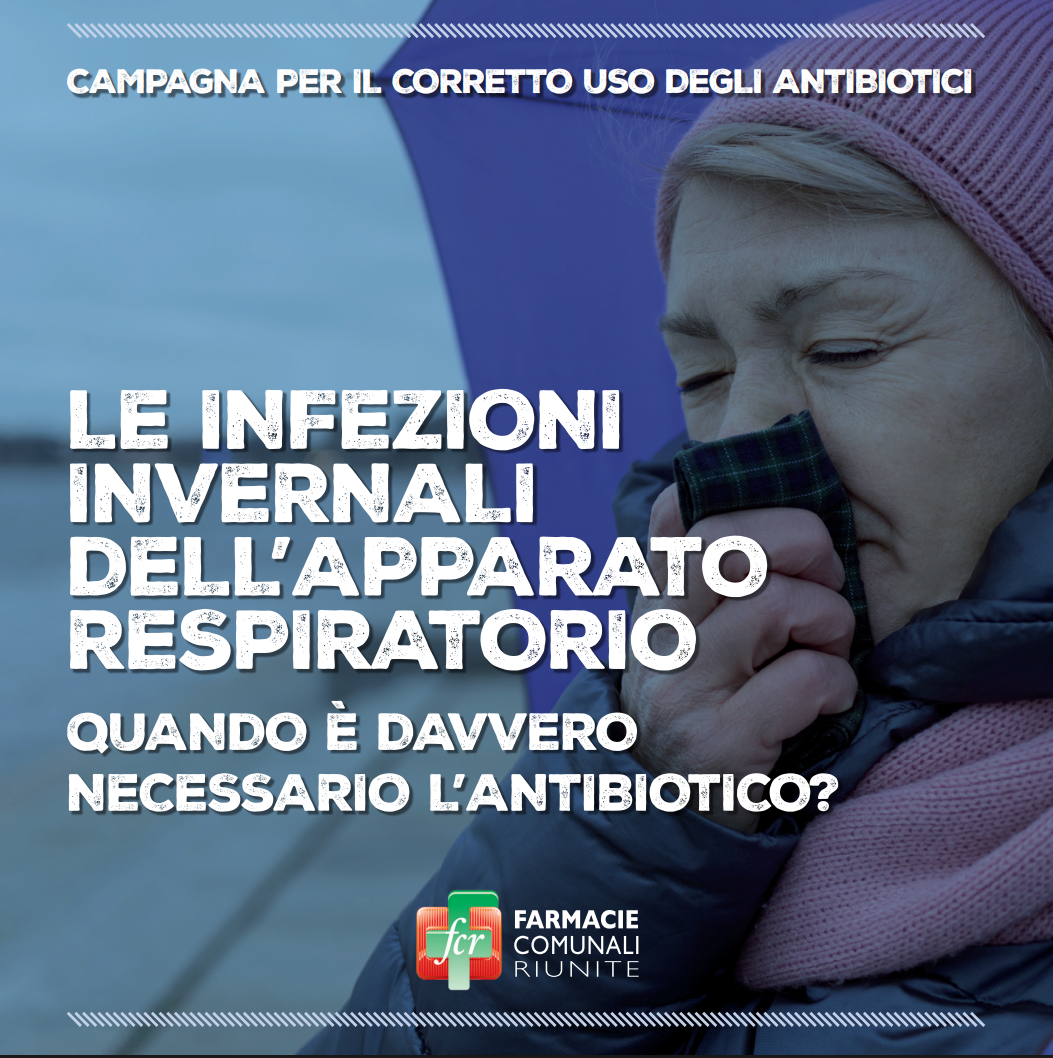 CAMPAGNA PER IL CORRETTO USO DEGLI ANTIBIOTICI
LE INFEZIONI
INVERNALI
DELL'APPARATO
RESPIRATORIO
QUANDO È DAVVERO
NECESSARIO L'ANTIBIOTICO?
fcr
FARMACIE
COMUNALI
RIUNITE